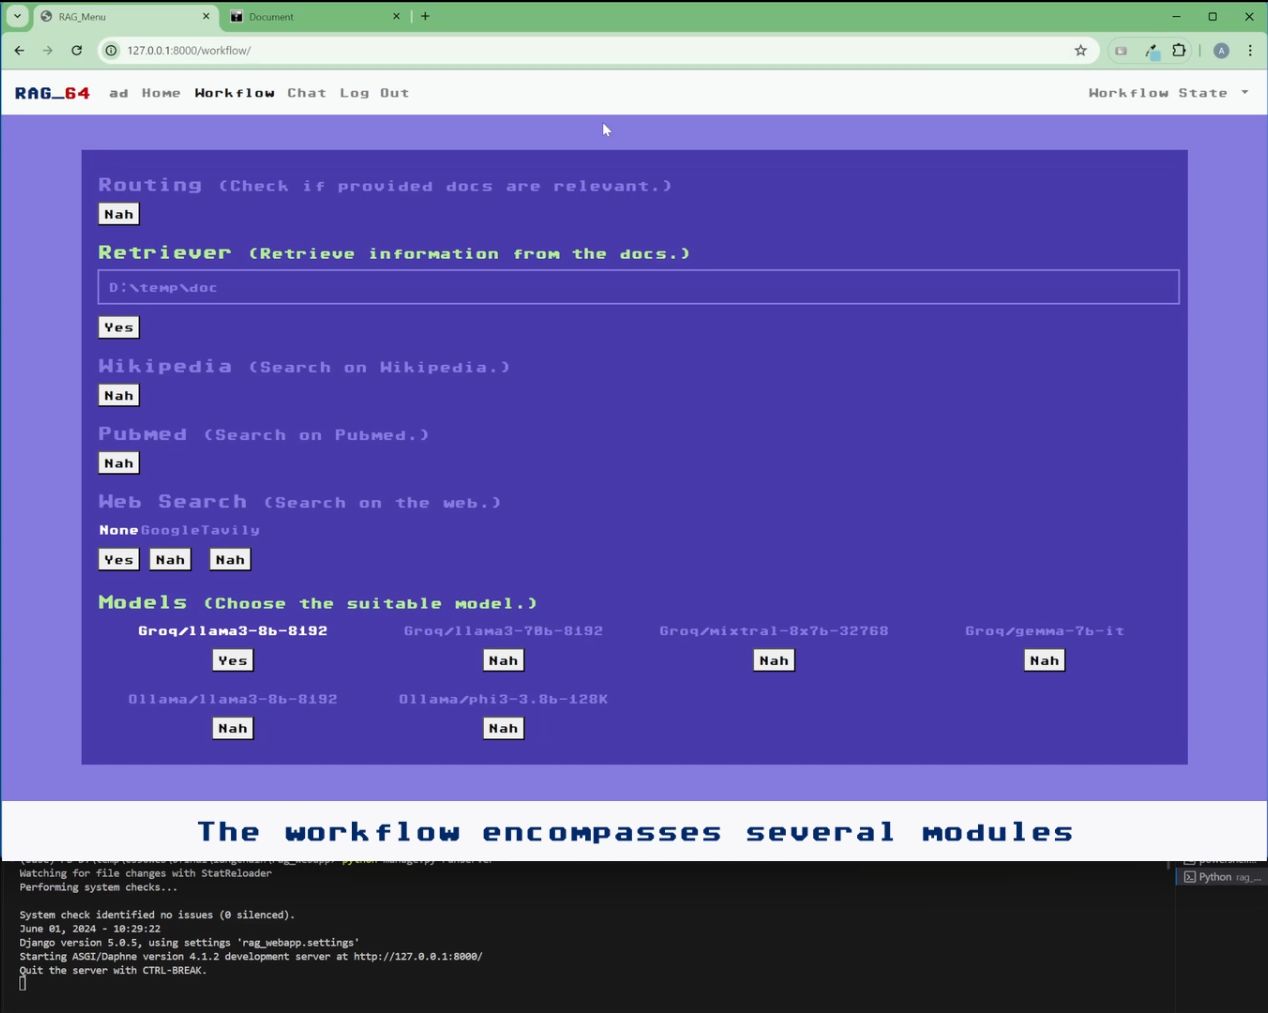 RAG_Menu
Document
127.0.0.1:8000/workflow/
A
RAG_64 ad Home Workflow Chat Log Out Workflow State
Routing (Check if provided docs are relevant.)
Nah
Retriever (Retrieve information from the docs.)
D:\temp\doc
Yes
Wikipedia (Search on Wikipedia.)
Nah
Pubmed (Search on Pubmed.)
Nah
Web Search (Search on the web.)
NoneGoogleTavily
Yes Nah Nah
Models (Choose the suitable model.)
Groq/llama3-8b-8192 Groq/llama3-70b-8192 Groq/mixtral-8x7b-32768 Groq/gemma-7b-it
Yes Nah Nah Nah
Ollama/llama3-8b-8192 Ollama/phi3-3.8b-128K
Nah Nah
The workflow encompasses several modules
Watching for file changes with StatReloader
Python rag_...
Performing system checks...
System check identified no issues (0 silenced).
June 01, 2024 - 10:29:22
Django version 5.0.5, using settings 'rag_webapp.settings'
Starting ASGI/Daphne version 4.1.2 development server at http://127.0.0.1:8000/
Quit the server with CTRL-BREAK.